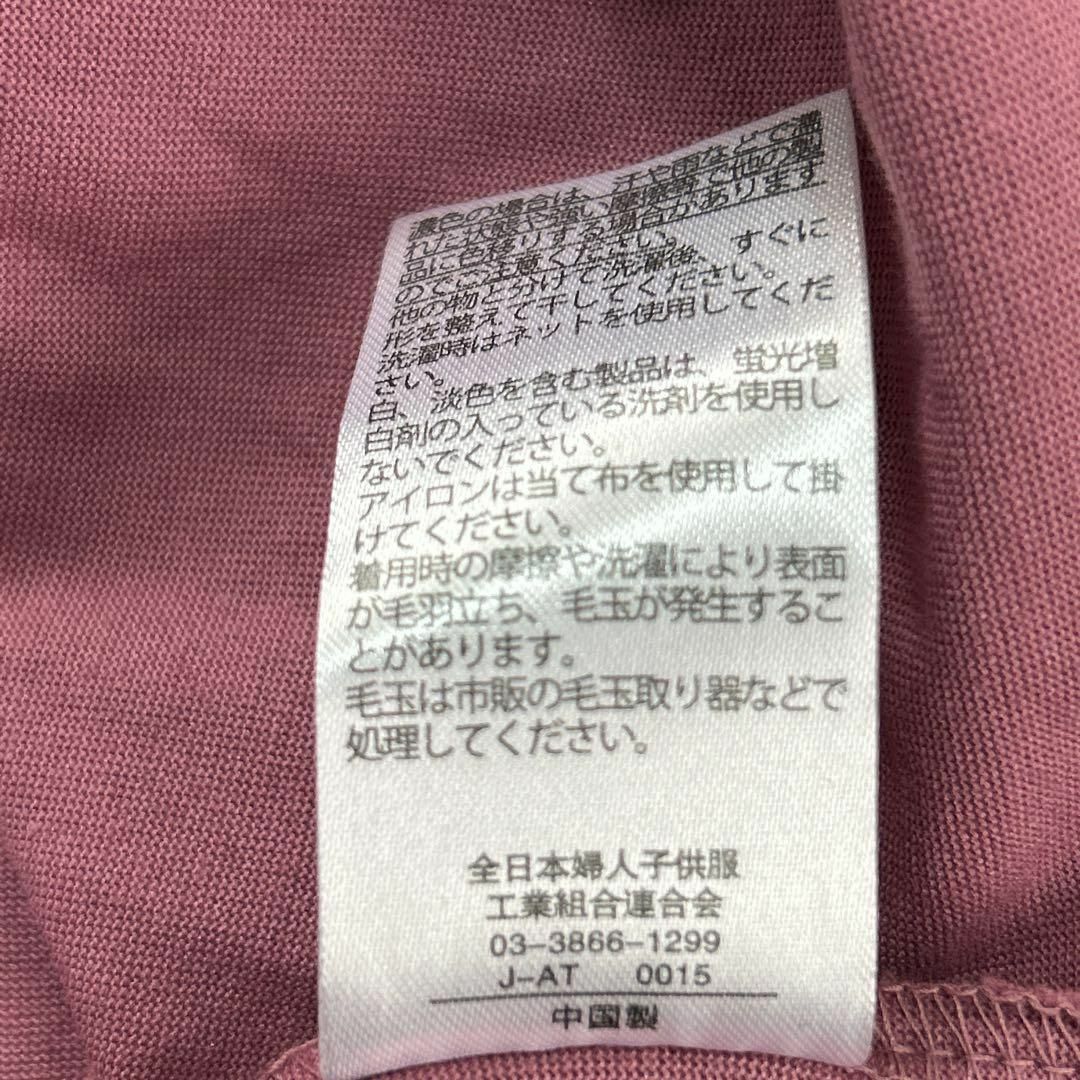 濃色の場合は、汗や雨などで濡
れた状態や強い摩擦等で他の製
品に色移りする場合があります
のでご注意ください。
他の物と分けて洗濯後、すぐに
形を整えて干してください。
洗濯時はネットを使用してくだ
さい。
白、淡色を含む製品は、蛍光増
白剤の入っている洗剤を使用し
ないでください。
アイロンは当て布を使用して掛
けてください。
着用時の摩擦や洗濯により表面
が毛羽立ち、毛玉が発生するこ
とがあります。
毛玉は市販の毛玉取り器などで
処理してください。
全日本婦人子供服
工業組合連合会
03-3866-1299
J-AT 0015
中国製